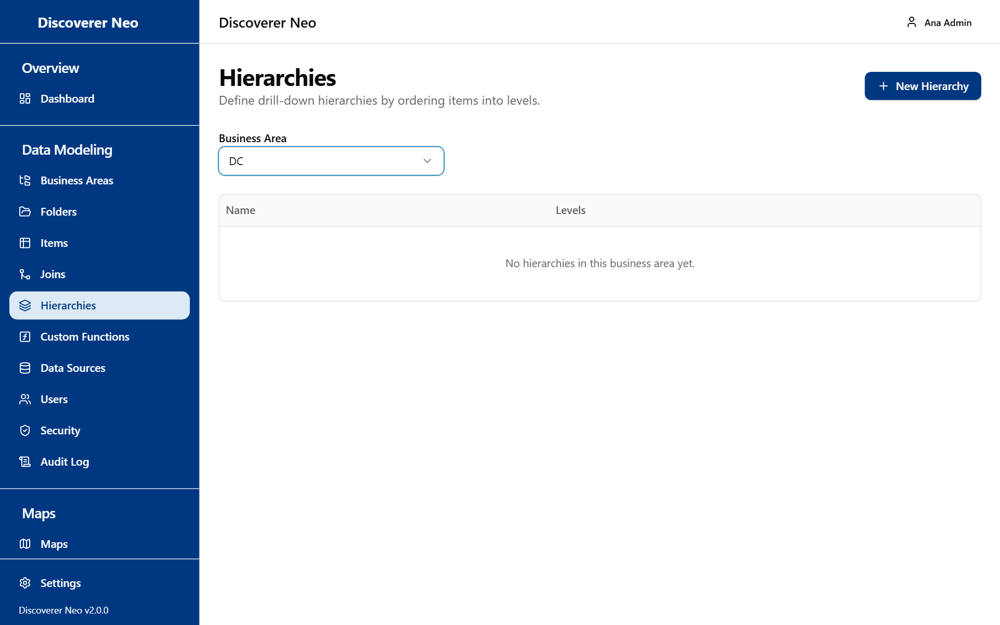 Discoverer Neo
Overview
Dashboard
Data Modeling
Business Areas
Folders
Items
Joins
Hierarchies
Custom Functions
Data Sources
Users
Security
Audit Log
Maps
Maps
Settings
Discoverer Neo v2.0.0
Discoverer Neo
Ana Admin
Hierarchies
Define drill-down hierarchies by ordering items into levels.
New Hierarchy
Business Area
DC
Name Levels
No hierarchies in this business area yet.